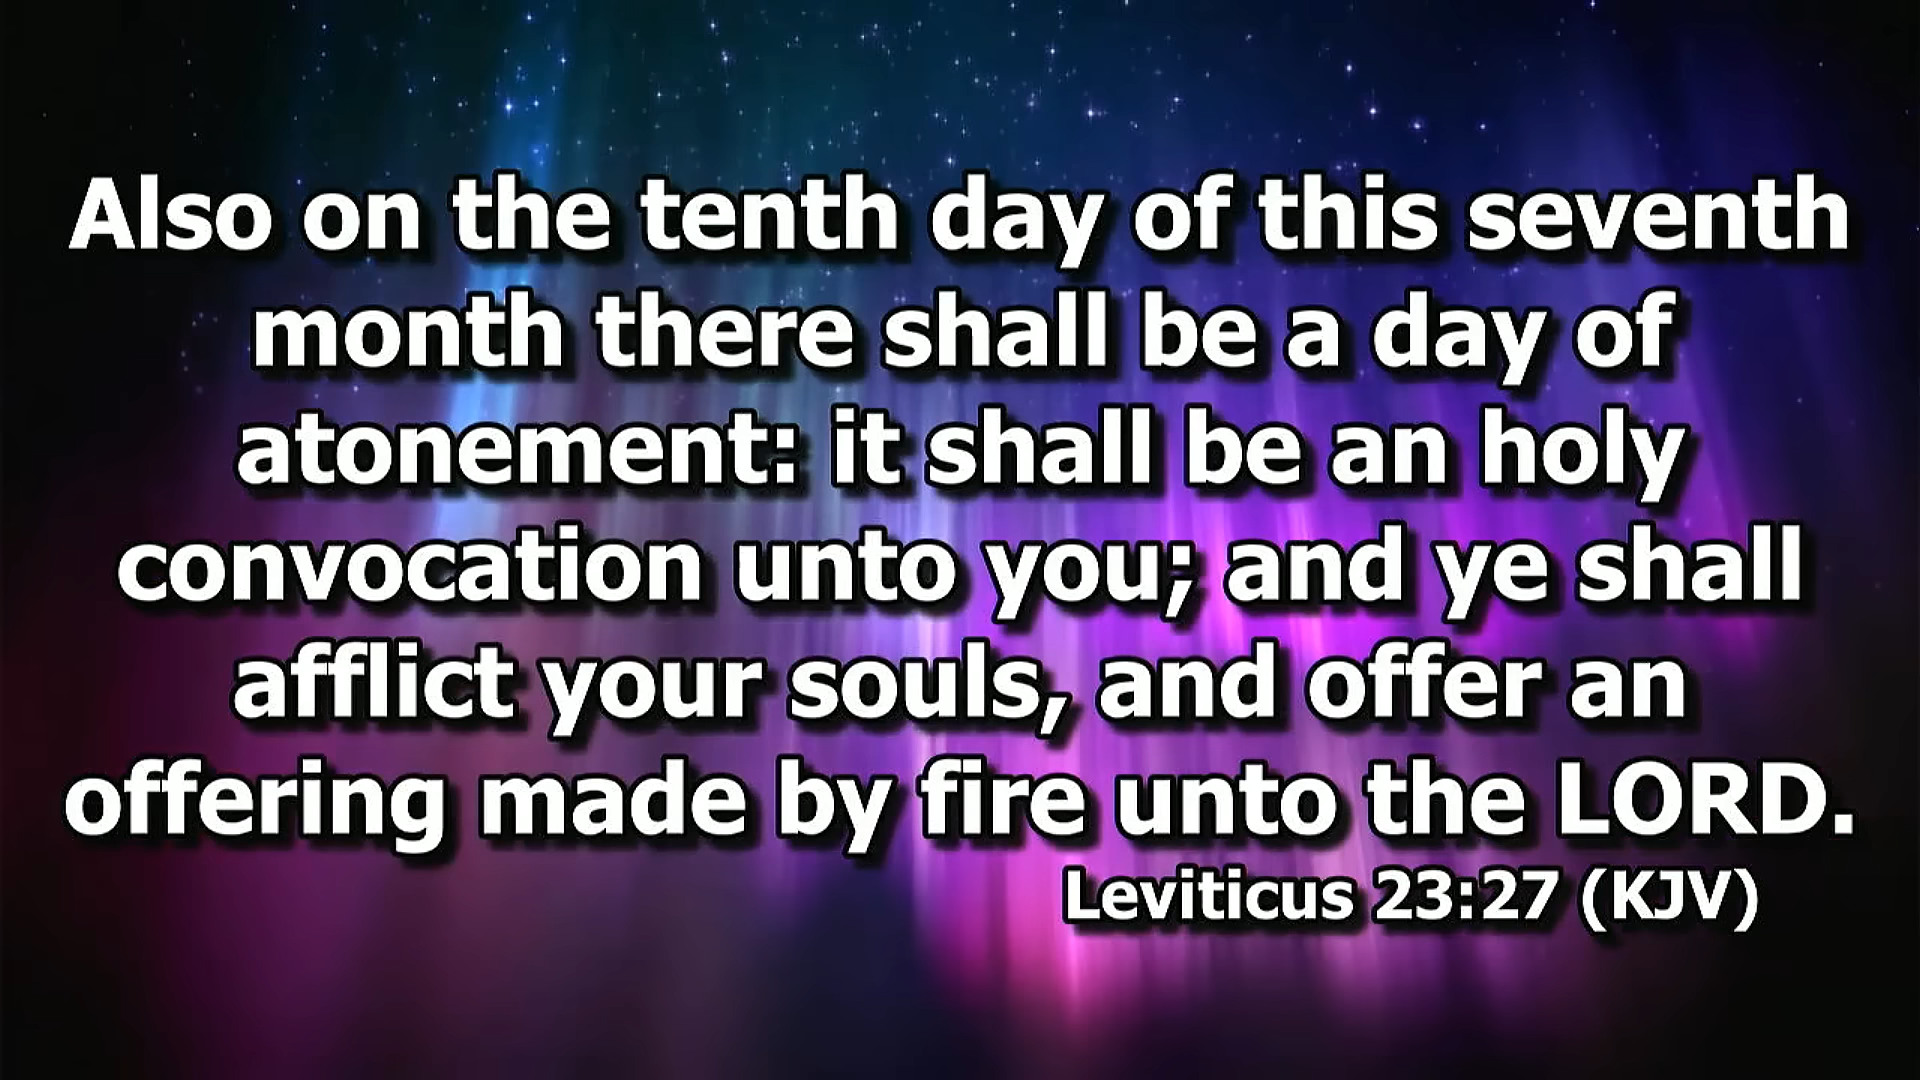 Also on the tenth day of this seventh
month there shall be a day of
atonement: it shall be an holy
convocation unto you; and ye shall
afflict your souls, and offer an
offering made by fire unto the LORD.
Leviticus 23:27 (KJV)